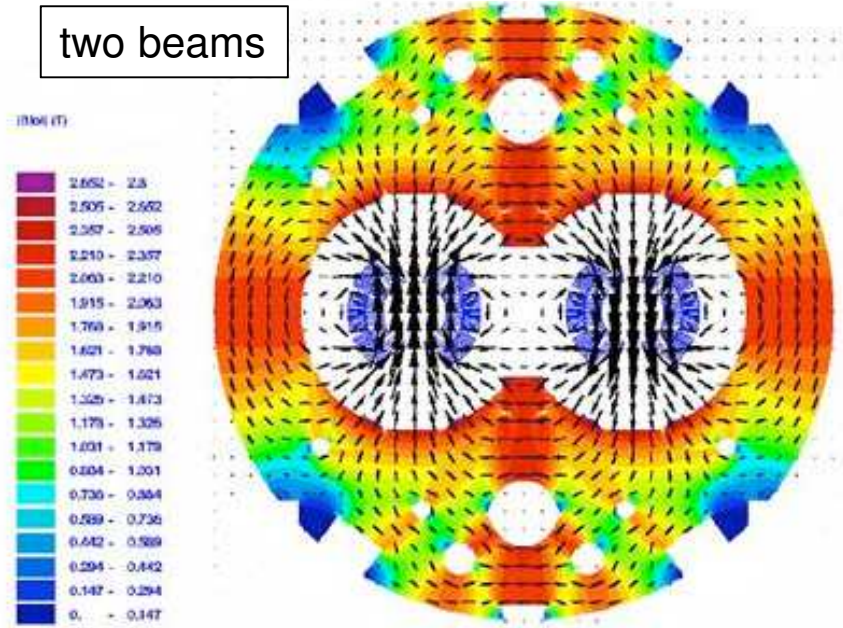 two beams
|Btot| (T)
2.652 - 2.8
2.505 - 2.652
2.357 - 2.505
2.210 - 2.357
2.063 - 2.210
1.915 - 2.063
1.768 - 1.915
1.621 - 1.768
1.473 - 1.621
1.326 - 1.473
1.179 - 1.326
1.031 - 1.179
0.884 - 1.031
0.736 - 0.884
0.589 - 0.736
0.442 - 0.589
0.294 - 0.442
0.147 - 0.294
0. - 0.147